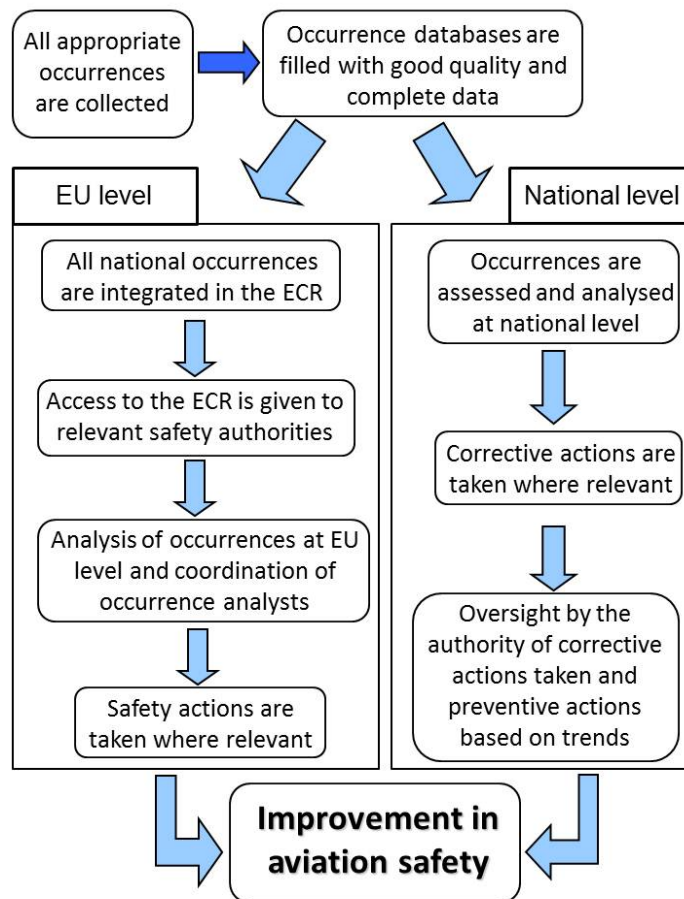 All appropriate
occurrences
are collected
Occurrence databases are
filled with good quality and
complete data
EU level
All national occurrences
are integrated in the ECR
Access to the ECR is given to
relevant safety authorities
Analysis of occurrences at EU
level and coordination of
occurrence analysts
Safety actions are
taken where relevant
National level
Occurrences are
assessed and analysed
at national level
Corrective actions are
taken where relevant
Oversight by the
authority of corrective
actions taken and
preventive actions
based on trends
Improvement in
aviation safety